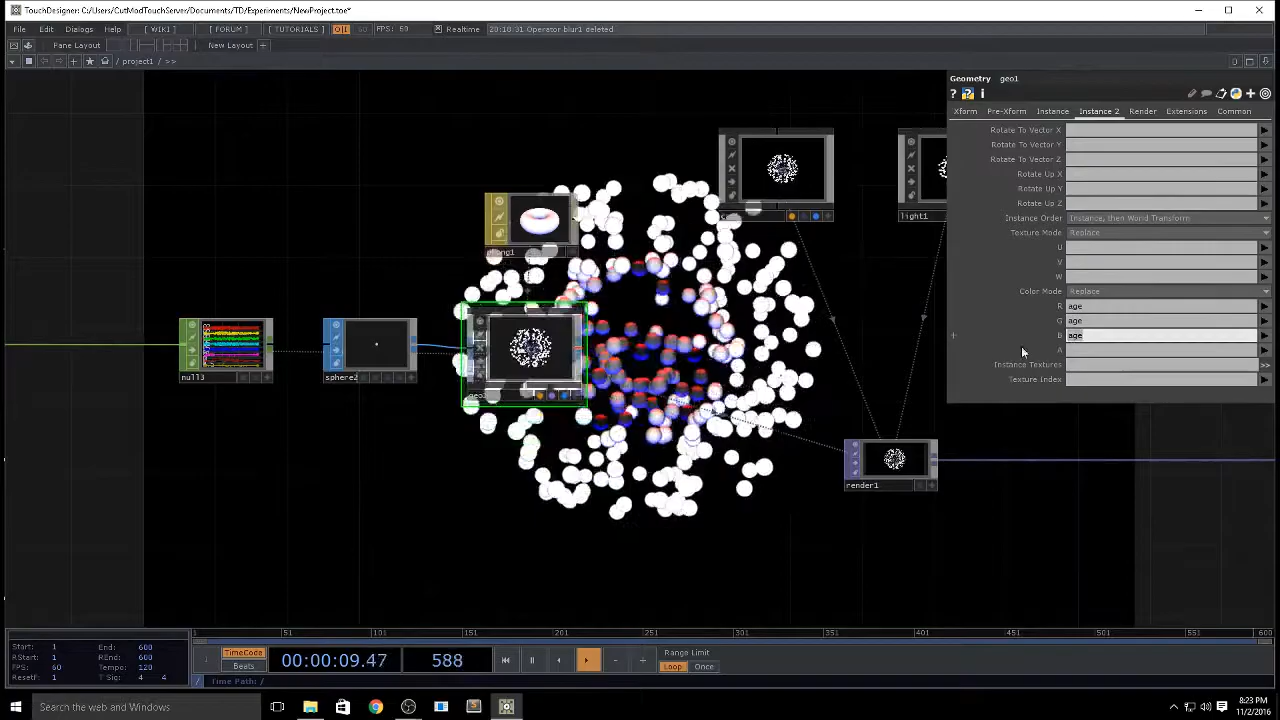 TouchDesigner: C:/Users/CutModTouchServer/Documents/TD/Experiments/NewProject.toe*
File Edit Dialogs Help [ WIKI ] [ FORUM ] [ TUTORIALS ] O|I 60 FPS: 60 Realtime 20:18:31 Operator blur1 deleted
Pane Layout New Layout +
/ project1 / >>
Geometry geo1
Xform Pre-Xform Instance Instance 2 Render Extensions Common
Rotate To Vector X
Rotate To Vector Y
Rotate To Vector Z
Rotate Up X
Rotate Up Y
Rotate Up Z
Instance Order Instance, then World Transform
Texture Mode Replace
U
V
W
Color Mode Replace
R age
G age
B age
A
Instance Textures
Texture Index
light1
phong1
null3
sphere2
render1
1 51 101 151 201 251 301 351 401 451 501 551 600
Start: 1 End: 600
RStart: 1 REnd: 600
FPS: 60 Tempo: 120
ResetF: 1 T Sig: 4 4
TimeCode
Beats
00:00:09.47
588
Range Limit
Loop Once
/ Time Path: /
Search the web and Windows
8:23 PM
11/2/2016